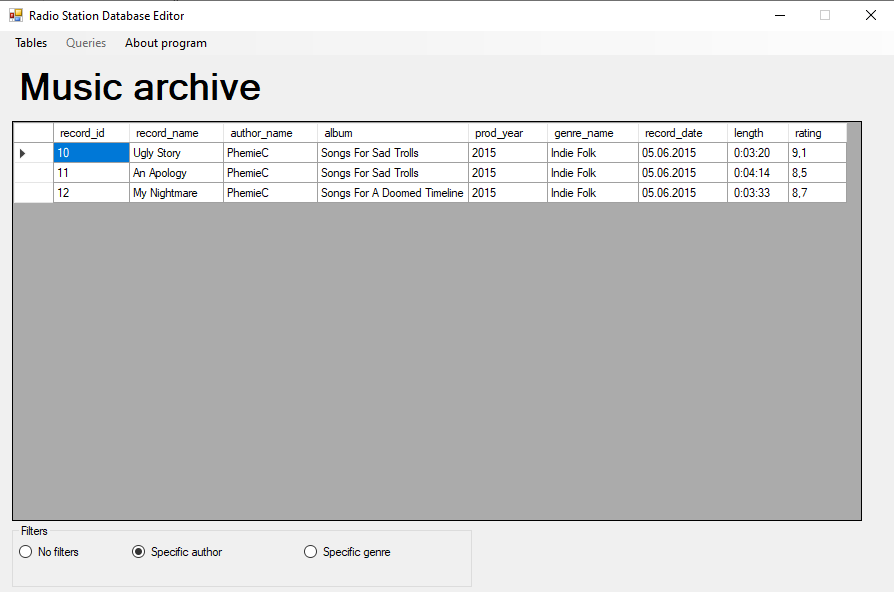 Radio Station Database Editor
Tables Queries About program
Music archive
record_id record_name author_name album prod_year genre_name record_date length rating
10 Ugly Story PhemieC Songs For Sad Trolls 2015 Indie Folk 05.06.2015 0:03:20 9,1
11 An Apology PhemieC Songs For Sad Trolls 2015 Indie Folk 05.06.2015 0:04:14 8,5
12 My Nightmare PhemieC Songs For A Doomed Timeline 2015 Indie Folk 05.06.2015 0:03:33 8,7
Filters
No filters Specific author Specific genre